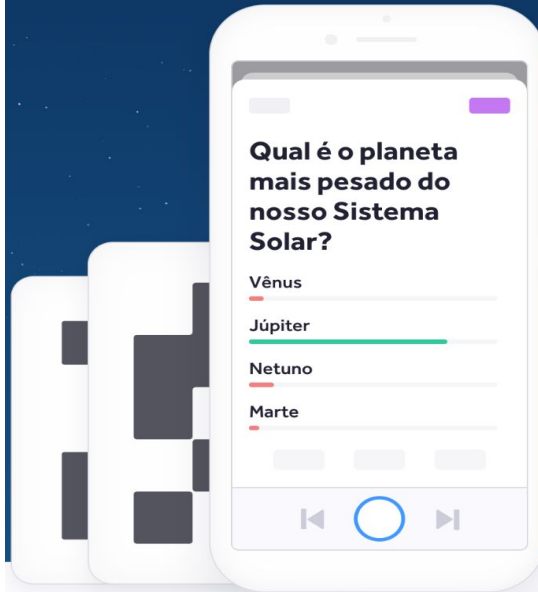 Qual é o planeta
mais pesado do
nosso Sistema
Solar?
Vênus
Júpiter
Netuno
Marte